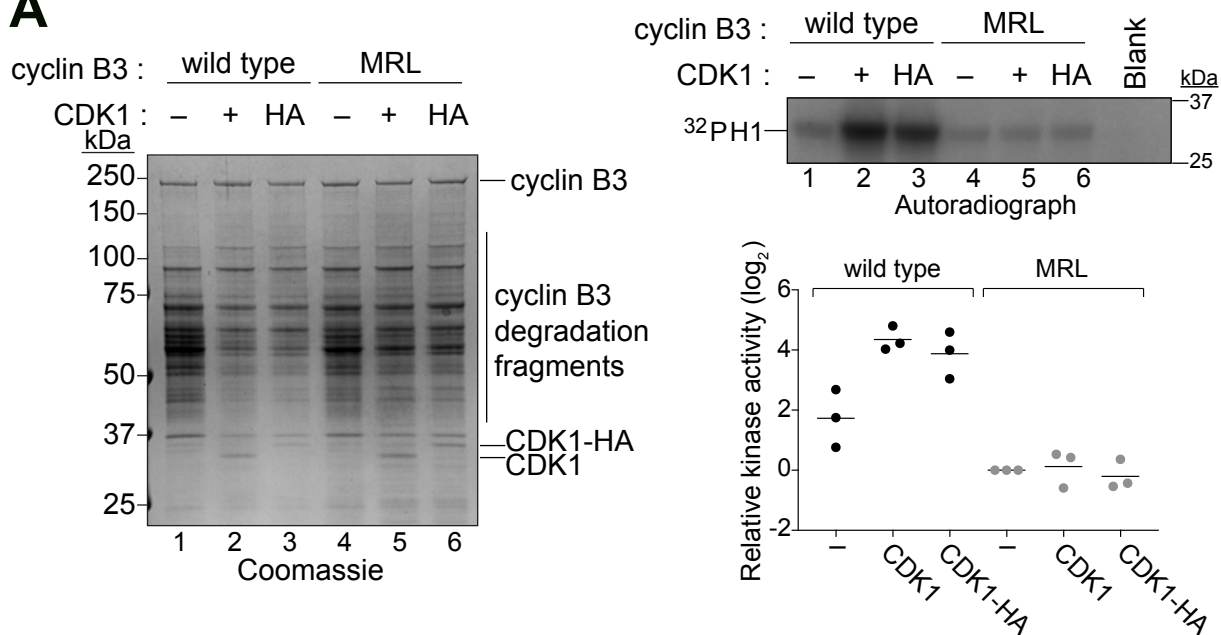 A
cyclin B3 : wild type MRL
CDK1 : – + HA – + HA
kDa
250
150
100
75
50
37
25
cyclin B3
cyclin B3
degradation
fragments
CDK1-HA
CDK1
1 2 3 4 5 6
Coomassie
cyclin B3 : wild type MRL Blank
CDK1 : – + HA – + HA kDa
37
³²PH1
25
1 2 3 4 5 6
Autoradiograph
Relative kinase activity (log₂)
wild type MRL
6
4
2
0
-2
– CDK1 CDK1-HA – CDK1 CDK1-HA